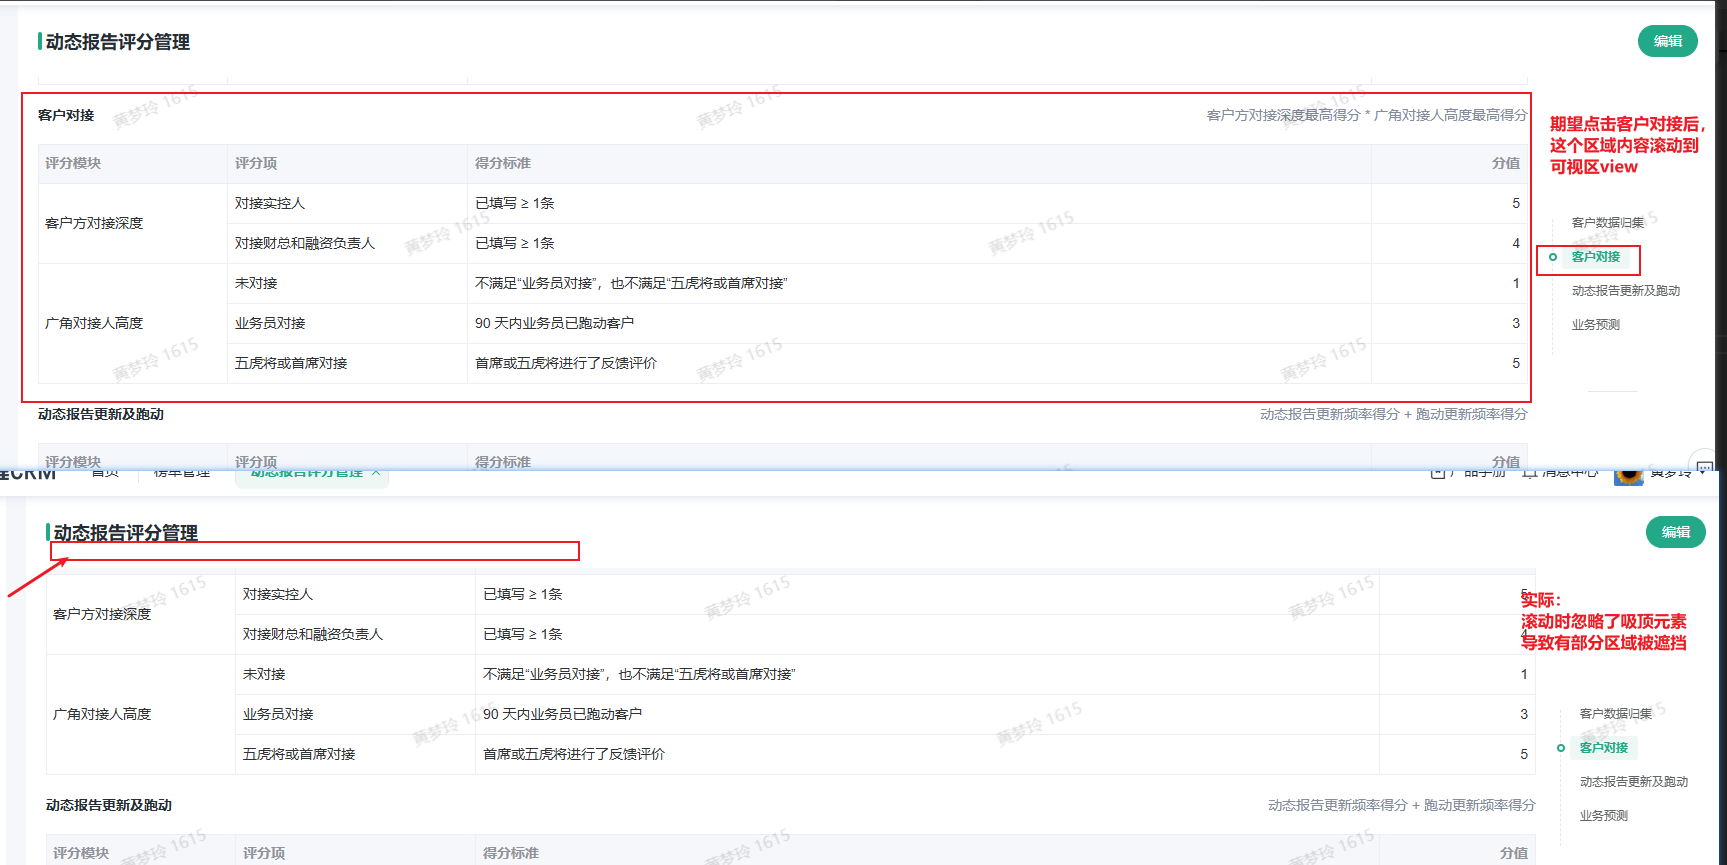 动态报告评分管理
编辑
客户对接
客户方对接深度最高得分 * 广角对接人高度最高得分
期望点击客户对接后，
这个区域内容滚动到
可视区view
评分模块 评分项 得分标准 分值
客户方对接深度
对接实控人 已填写 ≥ 1条 5
对接财总和融资负责人 已填写 ≥ 1条 4
广角对接人高度
未对接 不满足“业务员对接”，也不满足“五虎将或首席对接” 1
业务员对接 90 天内业务员已跑动客户 3
五虎将或首席对接 首席或五虎将进行了反馈评价 5
客户数据归集
客户对接
动态报告更新及跑动
业务预测
动态报告更新及跑动
动态报告更新频率得分 + 跑动更新频率得分
评分模块 评分项 得分标准 分值
CRM 首页 榜单管理 动态报告评分管理 产品手册 消息中心 黄梦玲
动态报告评分管理
编辑
客户方对接深度
对接实控人 已填写 ≥ 1条 5
对接财总和融资负责人 已填写 ≥ 1条 4
实际：
滚动时忽略了吸顶元素
导致有部分区域被遮挡
广角对接人高度
未对接 不满足“业务员对接”，也不满足“五虎将或首席对接” 1
业务员对接 90 天内业务员已跑动客户 3
五虎将或首席对接 首席或五虎将进行了反馈评价 5
客户数据归集
客户对接
动态报告更新及跑动
业务预测
动态报告更新及跑动
动态报告更新频率得分 + 跑动更新频率得分
评分模块 评分项 得分标准 分值
黄梦玲 1615